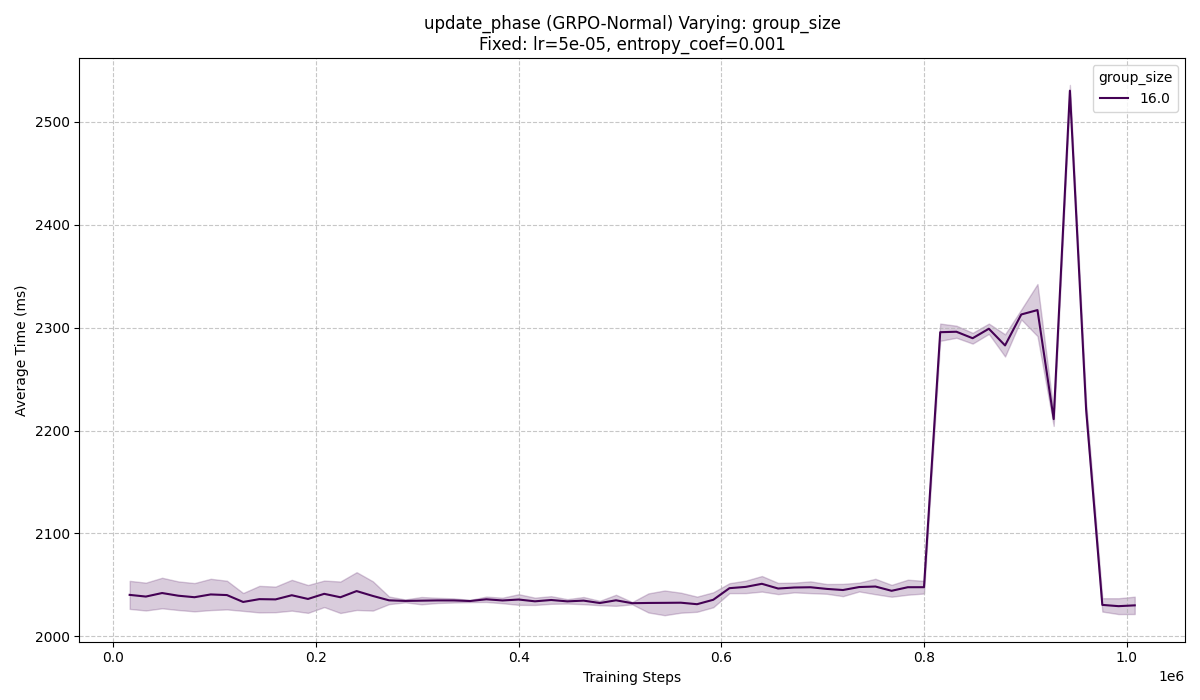 update_phase (GRPO-Normal) Varying: group_size
Fixed: lr=5e-05, entropy_coef=0.001
group_size
16.0
Average Time (ms)
2500
2400
2300
2200
2100
2000
0.0 0.2 0.4 0.6 0.8 1.0
1e6
Training Steps